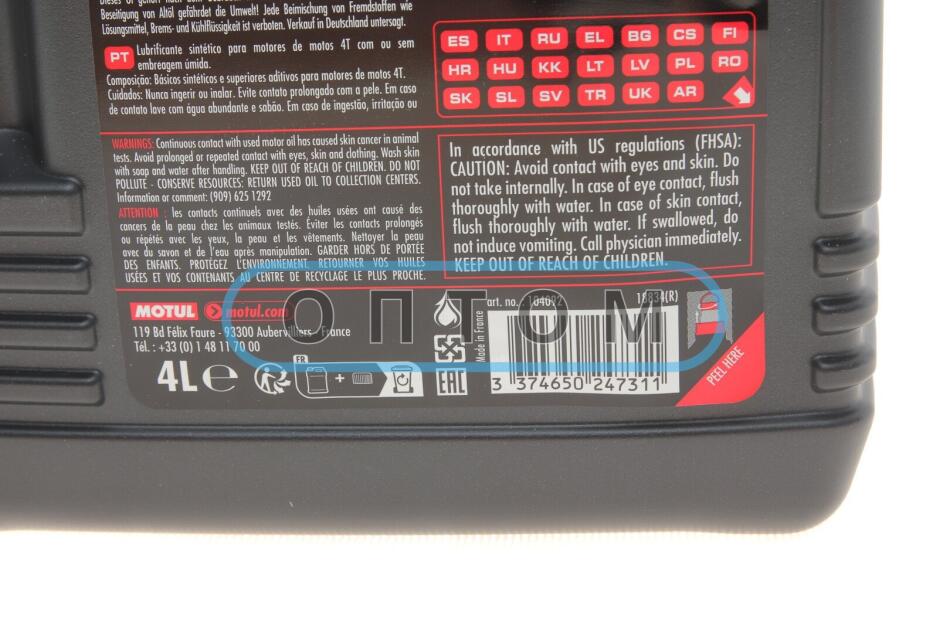 Beseitigung von Altöl gefährdet die Umwelt! Jede Beimischung von Fremdstoffen wie
Lösungsmittel, Brems- und Kühlflüssigkeit ist verboten. Verkauf in Deutschland untersagt.
PT Lubrificante sintético para motores de motos 4T com ou sem
embreagem úmida.
Composição: Básicos sintéticos e superiores aditivos para motores de motos 4T.
Cuidados: Nunca ingerir ou inalar. Evite contato prolongado com a pele. Em caso
de contato lave com água abundante e sabão. Em caso de ingestão, irritação ou
ES IT RU EL BG CS FI
HR HU KK LT LV PL RO
SK SL SV TR UK AR
WARNINGS: Continuous contact with used motor oil has caused skin cancer in animal
tests. Avoid prolonged or repeated contact with eyes, skin and clothing. Wash skin
with soap and water after handling. KEEP OUT OF REACH OF CHILDREN. DO NOT
POLLUTE - CONSERVE RESOURCES: RETURN USED OIL TO COLLECTION CENTERS.
Information or comment: (909) 625 1292
ATTENTION : les contacts continuels avec des huiles usées ont causé des
cancers de la peau chez les animaux testés. Éviter les contacts prolongés
ou répétés avec les yeux, la peau et les vêtements. Nettoyer la peau
avec du savon et de l'eau après manipulation. GARDER HORS DE PORTÉE
DES ENFANTS. PROTÉGEZ L'ENVIRONNEMENT. RETOURNER VOS HUILES
USÉES ET VOS CONTENANTS AU CENTRE DE RECYCLAGE LE PLUS PROCHE.
In accordance with US regulations (FHSA):
CAUTION: Avoid contact with eyes and skin. Do
not take internally. In case of eye contact, flush
thoroughly with water. In case of skin contact,
flush thoroughly with water. If swallowed, do
not induce vomiting. Call physician immediately.
KEEP OUT OF REACH OF CHILDREN.
MOTUL motul.com
119 Bd Félix Faure - 93300 Aubervilliers - France
Tél. : +33 (0) 1 48 11 70 00
4L e
FR
+
EAC
Made in France
art. no. 104092
18834(R)
3 374650 247311
PEEL HERE
ОПТОМ